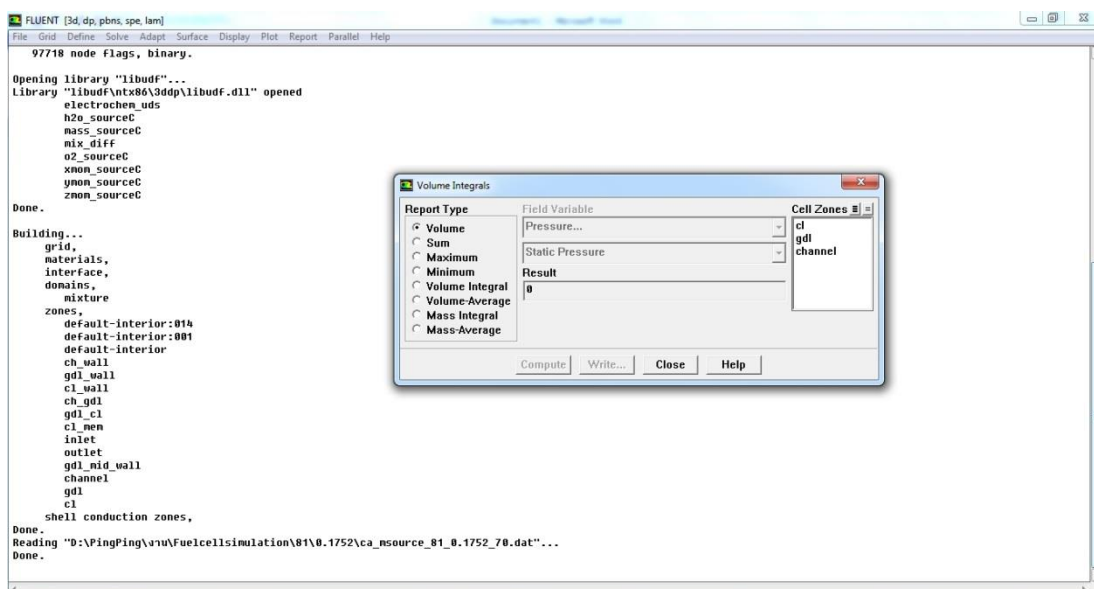 FLUENT [3d, dp, pbns, spe, lam]
File Grid Define Solve Adapt Surface Display Plot Report Parallel Help
97718 node flags, binary.
Opening library "libudf"...
Library "libudf\ntx86\3ddp\libudf.dll" opened
electrochem_uds
h2o_sourceC
mass_sourceC
mix_diff
o2_sourceC
xmom_sourceC
ymom_sourceC
zmom_sourceC
Done.
Building...
grid,
materials,
interface,
domains,
mixture
zones,
default-interior:014
default-interior:001
default-interior
ch_wall
gdl_wall
cl_wall
ch_gdl
gdl_cl
cl_mem
inlet
outlet
gdl_mid_wall
channel
gdl
cl
shell conduction zones,
Done.
Reading "D:\PingPing\งาน\Fuelcellsimulation\81\0.1752\ca_msource_81_0.1752_70.dat"...
Done.
Volume Integrals
Report Type
Volume
Sum
Maximum
Minimum
Volume Integral
Volume-Average
Mass Integral
Mass-Average
Field Variable
Pressure...
Static Pressure
Result
0
Cell Zones
cl
gdl
channel
Compute Write... Close Help